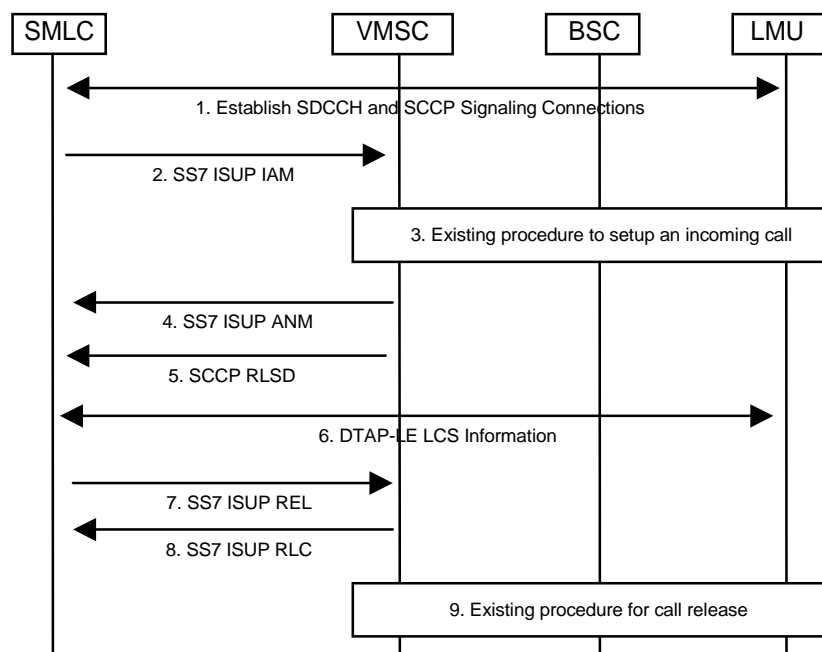 SMLC VMSC BSC LMU
1. Establish SDCCH and SCCP Signaling Connections
2. SS7 ISUP IAM
3. Existing procedure to setup an incoming call
4. SS7 ISUP ANM
5. SCCP RLSD
6. DTAP-LE LCS Information
7. SS7 ISUP REL
8. SS7 ISUP RLC
9. Existing procedure for call release